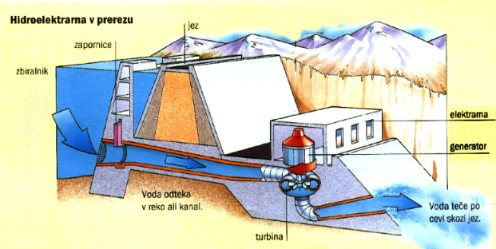 Hidroelektrarna v prerezu
jez
zapornice
zbiralnik
elektrarna
generator
Voda odteka
v reko ali kanal.
Voda teče po
cevi skozi jez.
turbina